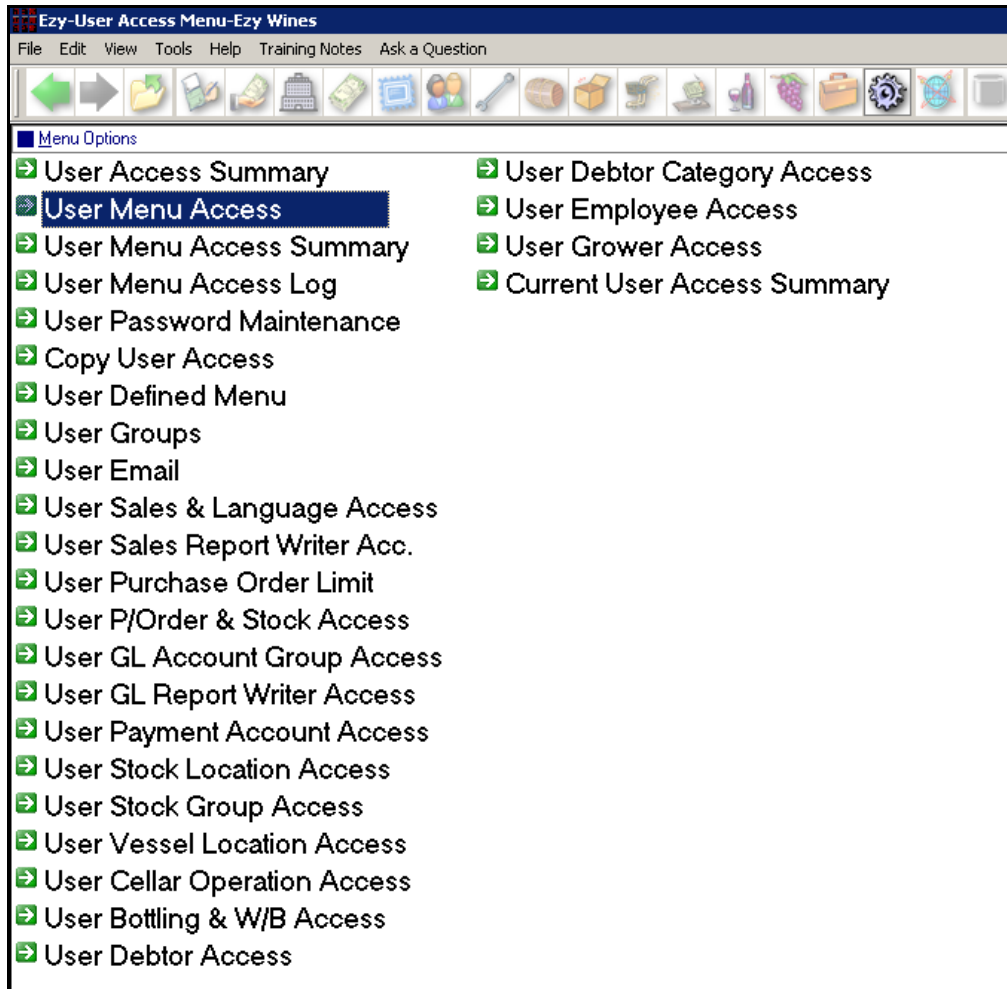 Ezy-User Access Menu-Ezy Wines
File Edit View Tools Help Training Notes Ask a Question
Menu Options
User Access Summary
User Menu Access
User Menu Access Summary
User Menu Access Log
User Password Maintenance
Copy User Access
User Defined Menu
User Groups
User Email
User Sales & Language Access
User Sales Report Writer Acc.
User Purchase Order Limit
User P/Order & Stock Access
User GL Account Group Access
User GL Report Writer Access
User Payment Account Access
User Stock Location Access
User Stock Group Access
User Vessel Location Access
User Cellar Operation Access
User Bottling & W/B Access
User Debtor Access
User Debtor Category Access
User Employee Access
User Grower Access
Current User Access Summary